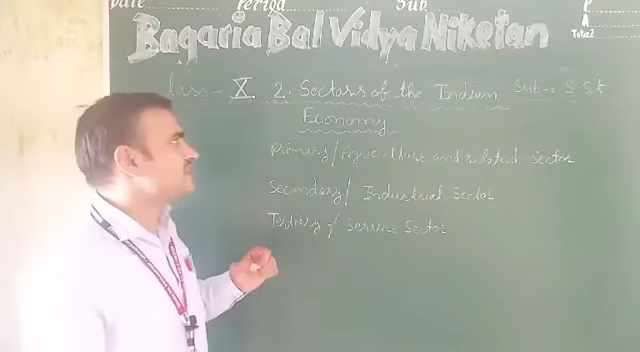 Date Period Sub. P
A
Total
Bagaria Bal Vidya Niketan
Class - X 2. Sectors of the Indian Sub-: S St
Economy
Primary / Agriculture and related sector
Secondary / Industrial Sector
Tertiary / Service Sector